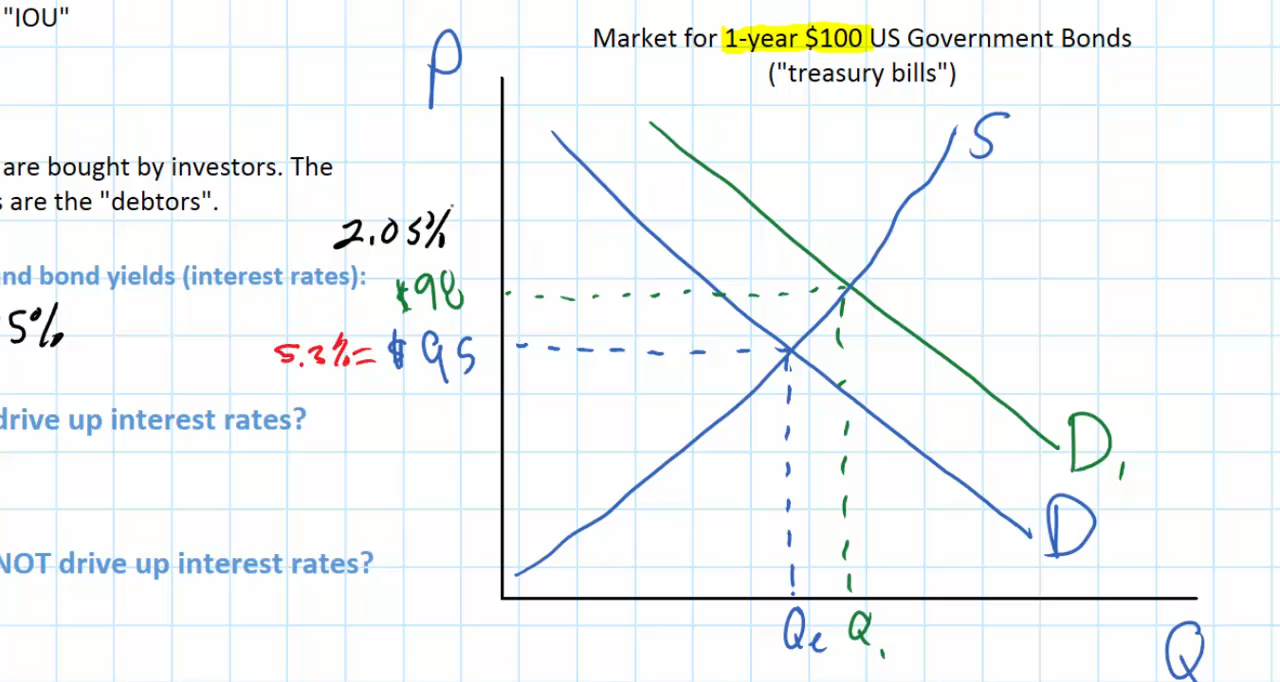 "IOU"
are bought by investors. The
s are the "debtors".
nd bond yields (interest rates):
5%
drive up interest rates?
NOT drive up interest rates?
Market for 1-year $100 US Government Bonds
("treasury bills")
P
S
2.05%
$98
5.3%= $95
D1
D
Qe Q1
Q